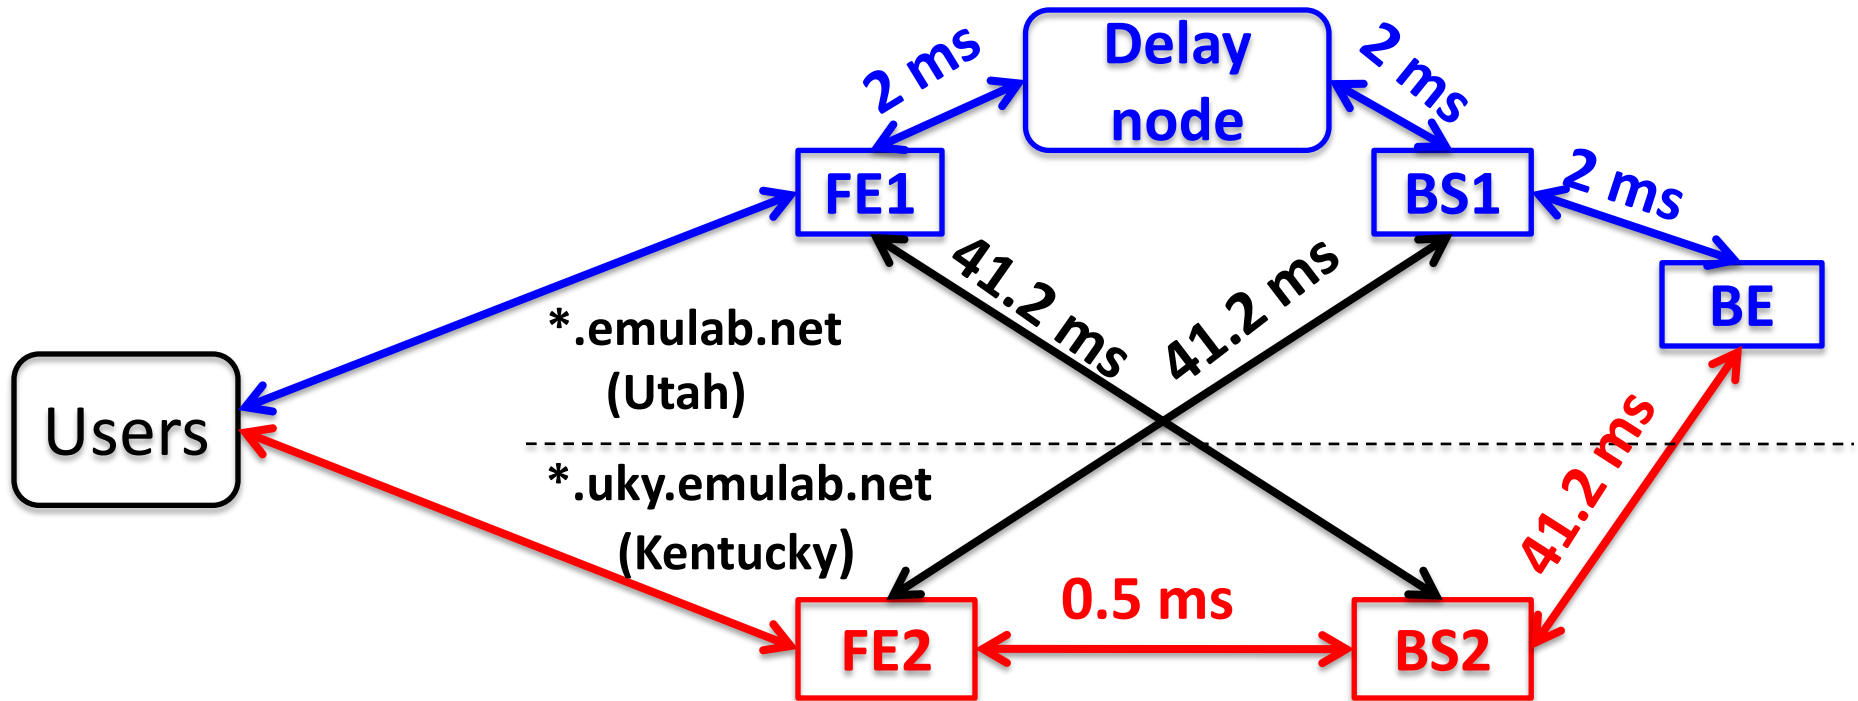 Delay
node
2 ms
2 ms
FE1
BS1
2 ms
41.2 ms
41.2 ms
BE
*.emulab.net
(Utah)
Users
41.2 ms
*.uky.emulab.net
(Kentucky)
0.5 ms
FE2
BS2